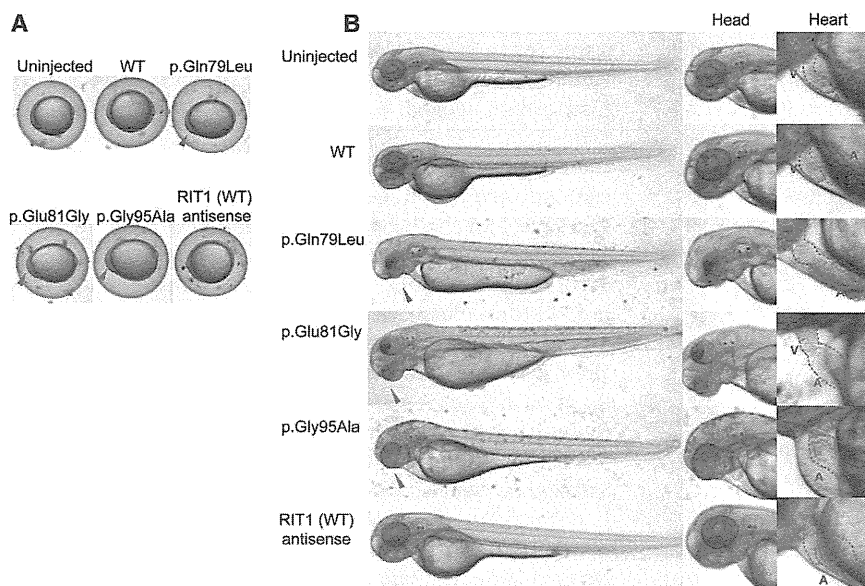 A
Uninjected WT p.Gln79Leu
p.Glu81Gly p.Gly95Ala RIT1 (WT)
antisense
B
Head Heart
Uninjected
V
WT
V A
p.Gln79Leu
A
p.Glu81Gly
V
A
p.Gly95Ala
A
RIT1 (WT)
antisense
A